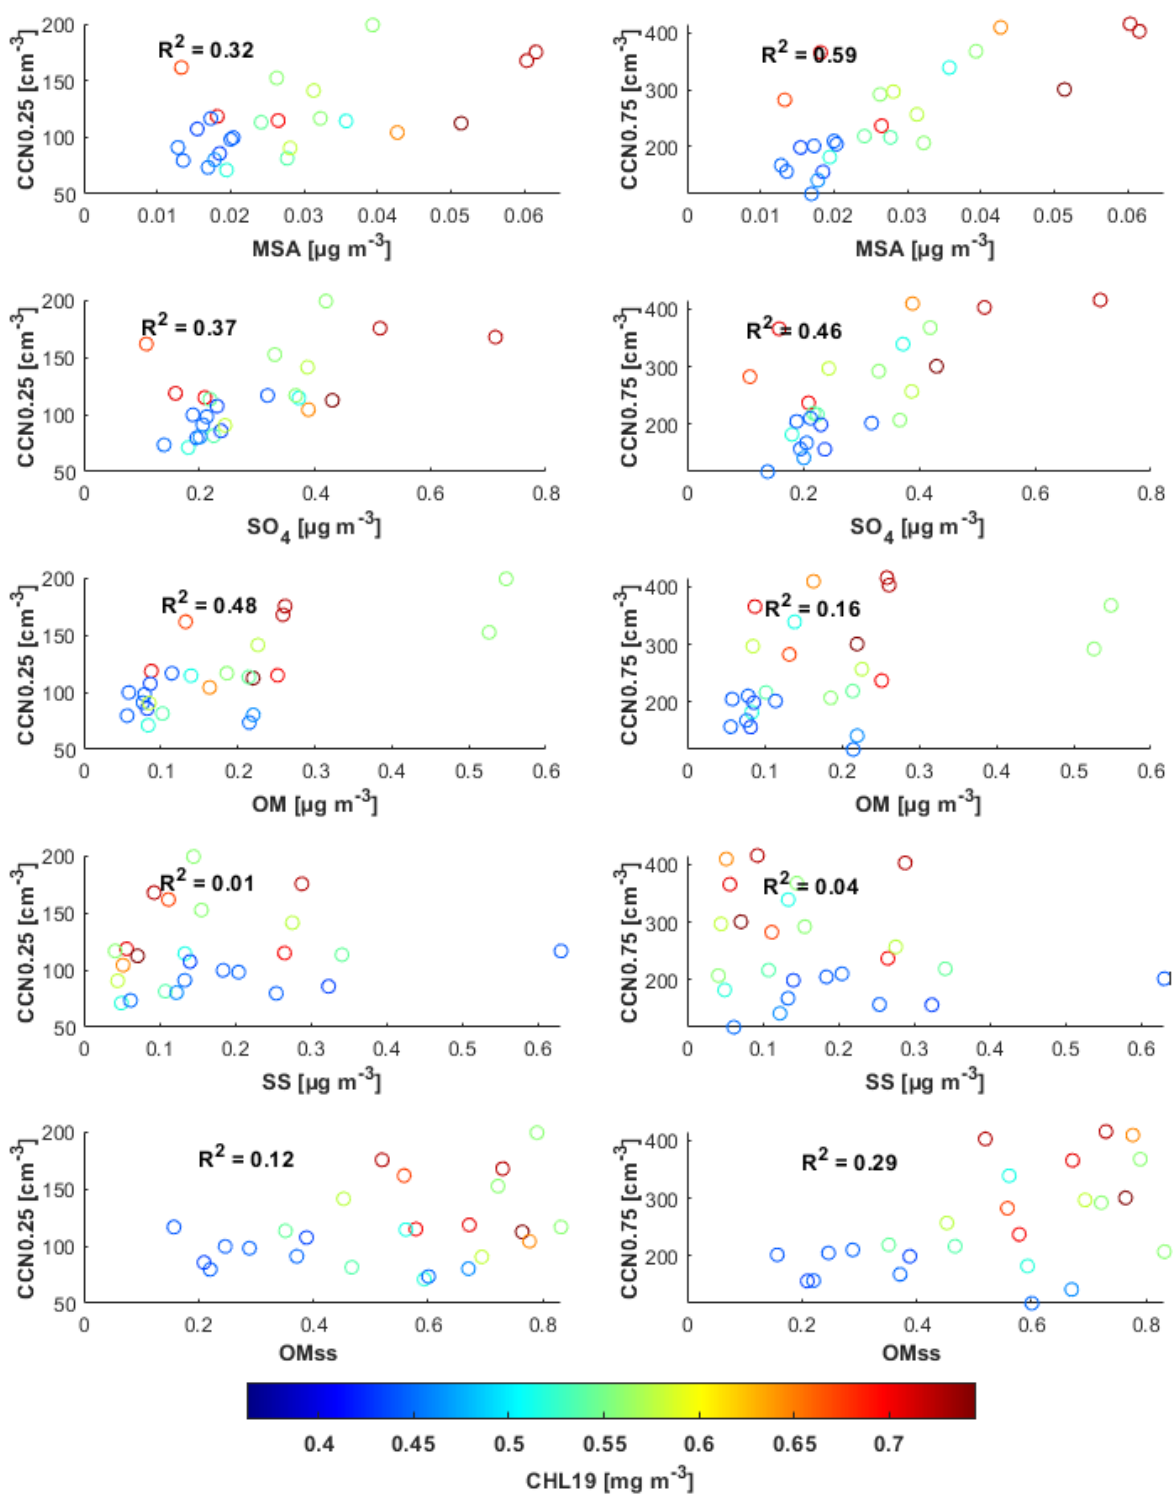 200
150
100
50
CCN0.25 [cm⁻³]
R² = 0.32
0 0.01 0.02 0.03 0.04 0.05 0.06
MSA [µg m⁻³]
400
300
200
CCN0.75 [cm⁻³]
R² = 0.59
0 0.01 0.02 0.03 0.04 0.05 0.06
MSA [µg m⁻³]
200
150
100
50
CCN0.25 [cm⁻³]
R² = 0.37
0 0.2 0.4 0.6 0.8
SO₄ [µg m⁻³]
400
300
200
CCN0.75 [cm⁻³]
R² = 0.46
0 0.2 0.4 0.6 0.8
SO₄ [µg m⁻³]
200
150
100
50
CCN0.25 [cm⁻³]
R² = 0.48
0 0.1 0.2 0.3 0.4 0.5 0.6
OM [µg m⁻³]
400
300
200
CCN0.75 [cm⁻³]
R² = 0.16
0 0.1 0.2 0.3 0.4 0.5 0.6
OM [µg m⁻³]
200
150
100
50
CCN0.25 [cm⁻³]
R² = 0.01
0 0.1 0.2 0.3 0.4 0.5 0.6
SS [µg m⁻³]
400
300
200
CCN0.75 [cm⁻³]
R² = 0.04
0 0.1 0.2 0.3 0.4 0.5 0.6
SS [µg m⁻³]
200
150
100
50
CCN0.25 [cm⁻³]
R² = 0.12
0 0.2 0.4 0.6 0.8
OMss
400
300
200
CCN0.75 [cm⁻³]
R² = 0.29
0 0.2 0.4 0.6 0.8
OMss
0.4 0.45 0.5 0.55 0.6 0.65 0.7
CHL19 [mg m⁻³]